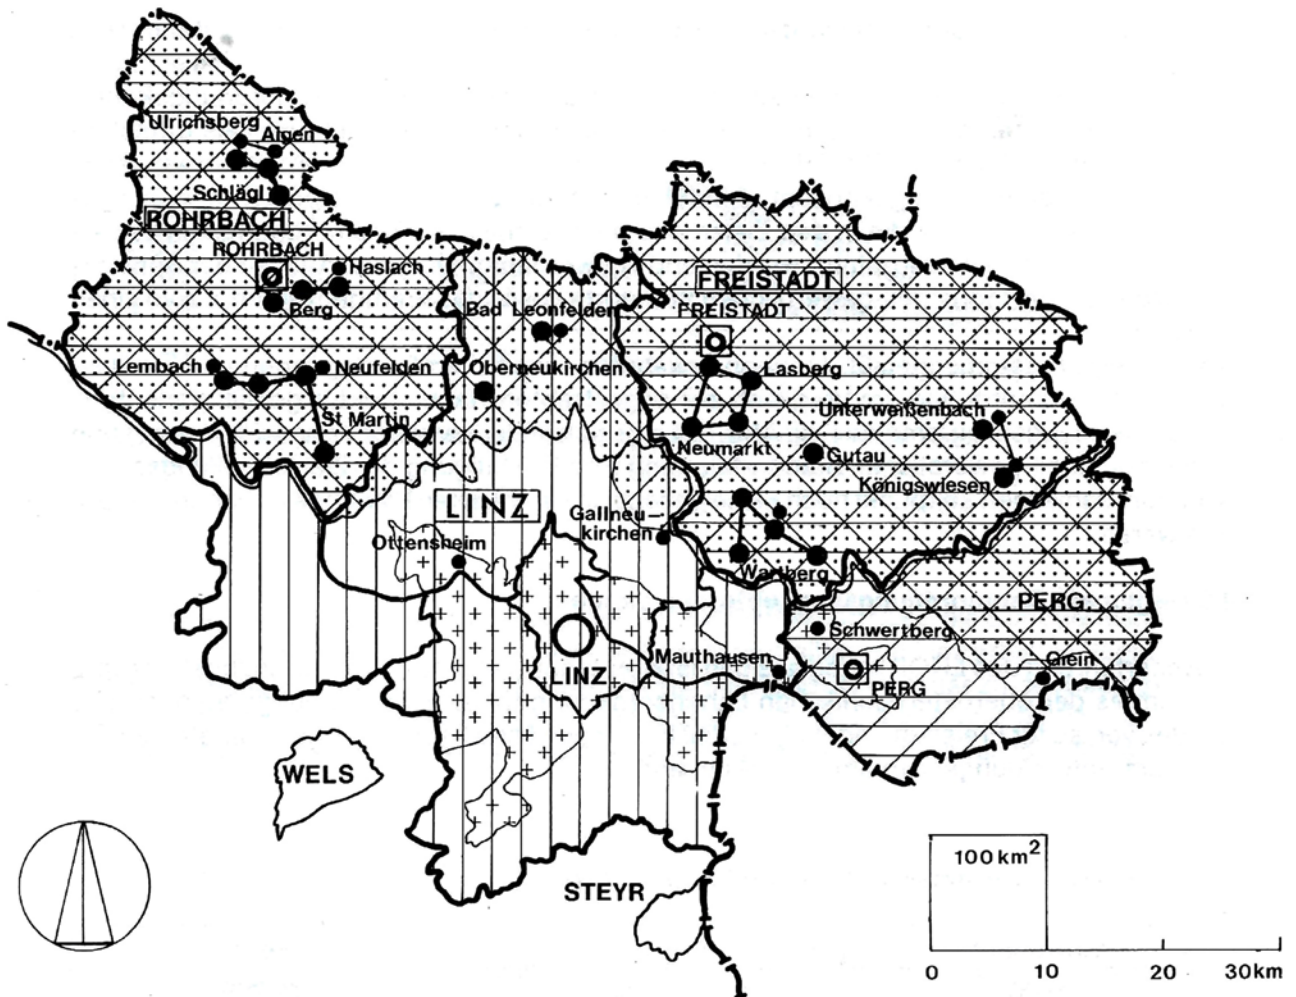 Ulrichsberg
Aigen
Schlägl
ROHRBACH
ROHRBACH
Haslach
Berg
Bad Leonfelden
FREISTADT
FREISTADT
Lembach
Neufelden
Oberneukirchen
Lasberg
Unterweißenbach
St Martin
Neumarkt
Gutau
Königswiesen
LINZ
Gallneu-
kirchen
Ottensheim
Wartberg
PERG
Schwertberg
Mauthausen
LINZ
PERG
WELS
STEYR
100 km²
0 10 20 30km